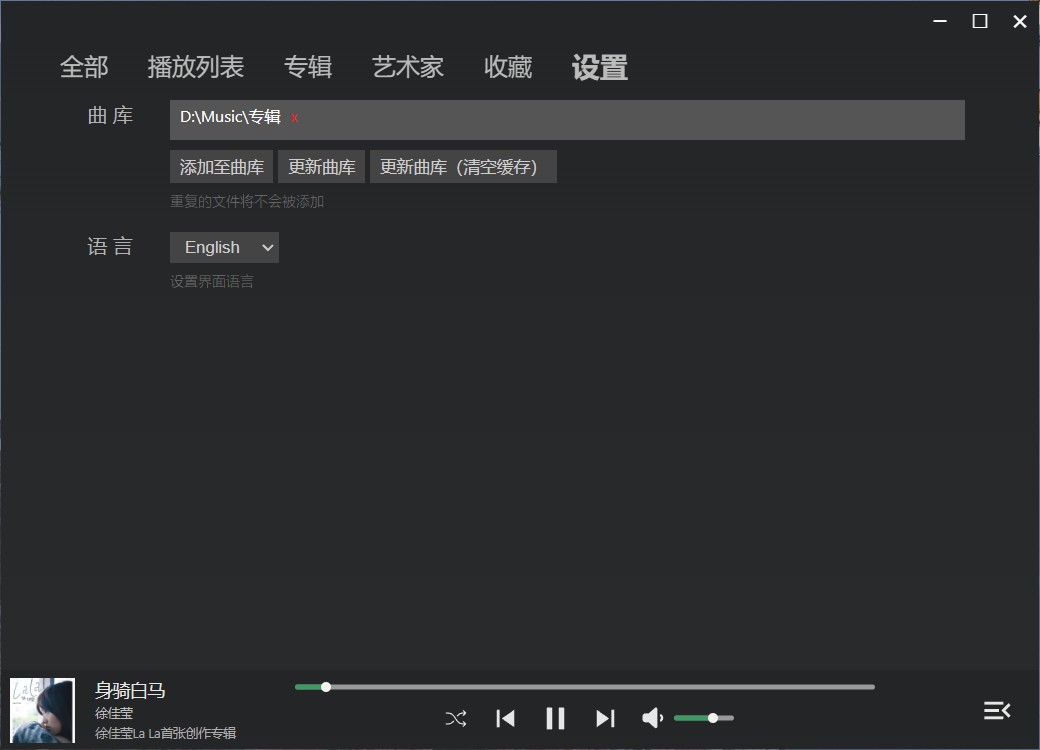 全部 播放列表 专辑 艺术家 收藏 设置
曲 库 D:\Music\专辑 x
添加至曲库 更新曲库 更新曲库（清空缓存）
重复的文件将不会被添加
语 言 English
设置界面语言
身骑白马
徐佳莹
徐佳莹La La首张创作专辑